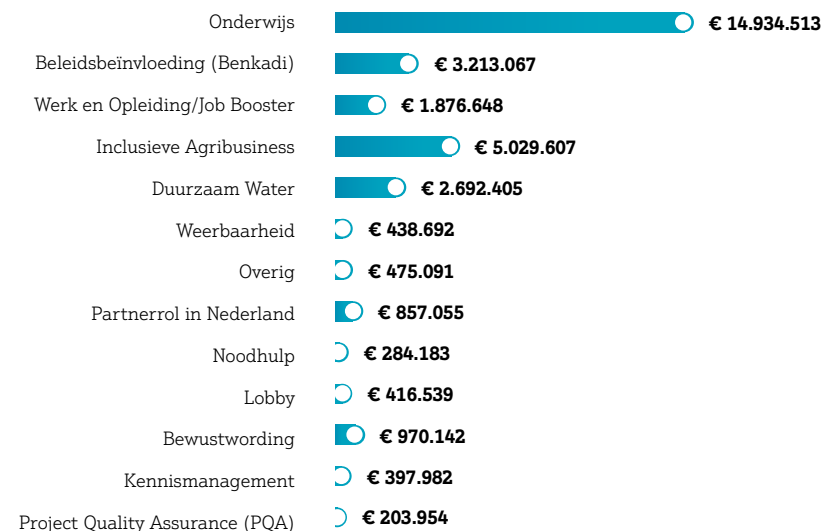 Onderwijs € 14.934.513
Beleidsbeïnvloeding (Benkadi) € 3.213.067
Werk en Opleiding/Job Booster € 1.876.648
Inclusieve Agribusiness € 5.029.607
Duurzaam Water € 2.692.405
Weerbaarheid € 438.692
Overig € 475.091
Partnerrol in Nederland € 857.055
Noodhulp € 284.183
Lobby € 416.539
Bewustwording € 970.142
Kennismanagement € 397.982
Project Quality Assurance (PQA) € 203.954